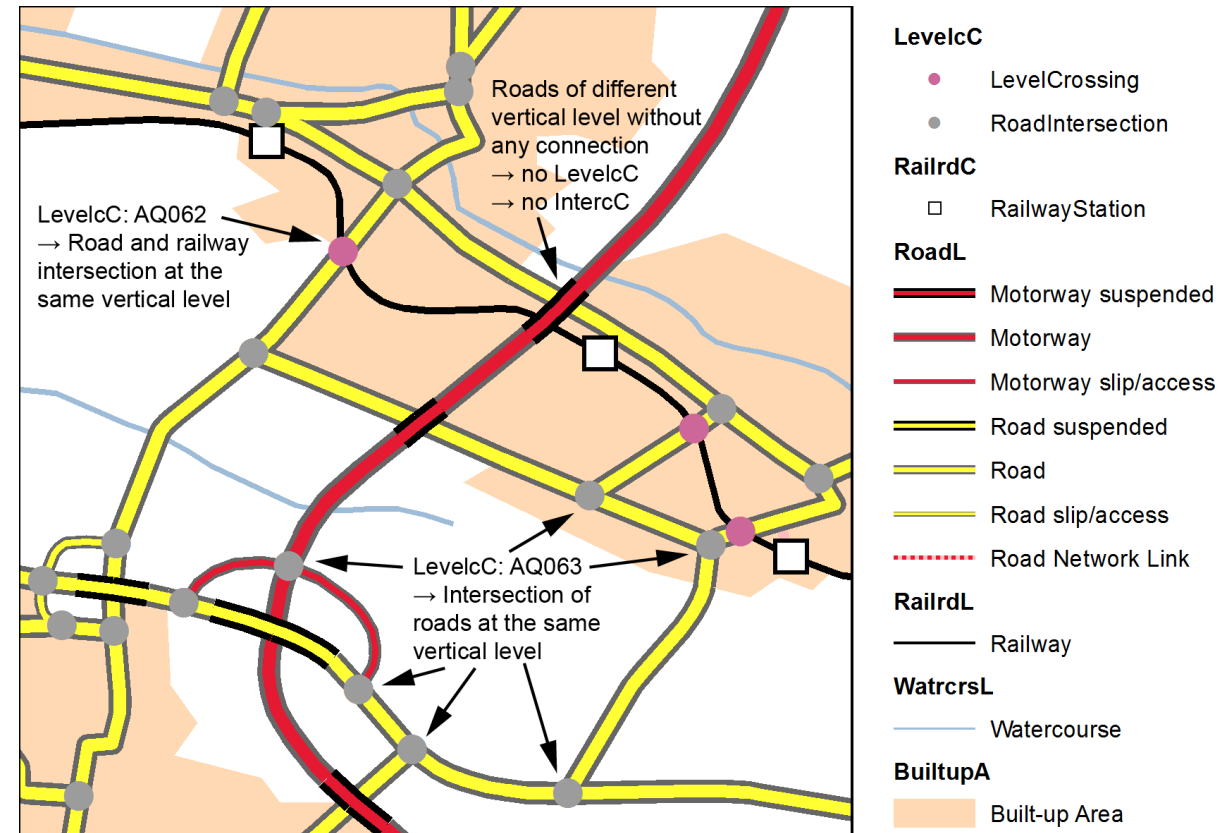 Roads of different
vertical level without
any connection
→ no LevelcC
→ no IntercC
LevelcC: AQ062
→ Road and railway
intersection at the
same vertical level
LevelcC: AQ063
→ Intersection of
roads at the same
vertical level
LevelcC
LevelCrossing
RoadIntersection
RailrdC
RailwayStation
RoadL
Motorway suspended
Motorway
Motorway slip/access
Road suspended
Road
Road slip/access
Road Network Link
RailrdL
Railway
WatrcrsL
Watercourse
BuiltupA
Built-up Area